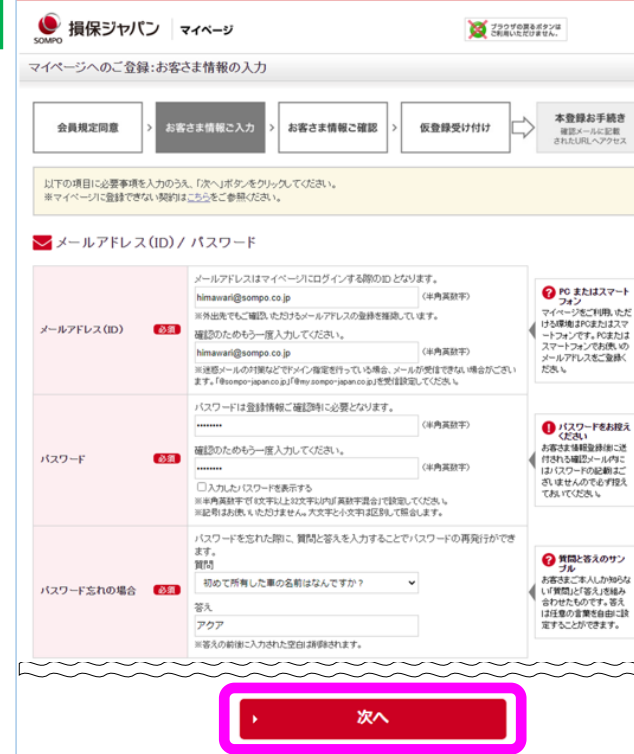 SOMPO 損保ジャパン マイページ
ブラウザの戻るボタンは
ご利用いただけません。
マイページへのご登録:お客さま情報の入力
会員規定同意 > お客さま情報ご入力 > お客さま情報ご確認 > 仮登録受け付け
本登録お手続き
確認メールに記載
されたURLへアクセス
以下の項目に必要事項を入力のうえ、「次へ」ボタンをクリックしてください。
※マイページに登録できない契約はこちらをご参照ください。
メールアドレス(ID)/ パスワード
メールアドレス(ID) 必須
メールアドレスはマイページにログインする際のID となります。
himawari@sompo.co.jp (半角英数字)
※外出先でもご確認いただけるメールアドレスの登録を推奨しています。
確認のためもう一度入力してください。
himawari@sompo.co.jp (半角英数字)
※迷惑メールの対策などでドメイン指定を行っている場合、メールが受信できない場合がござい
ます。「@sompo-japan.co.jp」「@my.sompo-japan.co.jp」を受信設定してください。
? PC またはスマート
フォン
マイページをご利用いただ
ける環境はPCまたはスマ
ートフォンです。PCまたは
スマートフォンでお使いの
メールアドレスをご登録く
ださい。
パスワード 必須
パスワードは登録情報ご確認時に必要となります。
•••••••• (半角英数字)
確認のためもう一度入力してください。
•••••••• (半角英数字)
入力したパスワードを表示する
※半角英数字で「8文字以上32文字以内」「英数字混合」で設定してください。
※記号はお使いいただけません。大文字と小文字は区別して照合します。
! パスワードをお控え
ください
お客さま情報登録後に送
付される確認メール内に
はパスワードの記載はご
ざいませんので必ず控え
ておいてください。
パスワード忘れの場合 必須
パスワードを忘れた際に、質問と答えを入力することでパスワードの再発行ができ
ます。
質問
初めて所有した車の名前はなんですか?
答え
アクア
※答えの前後に入力された空白は削除されます。
? 質問と答えのサン
プル
お客さまご本人しか知らな
い「質問」と「答え」を組み
合わせたものです。答え
は任意の言葉を自由に設
定することができます。
次へ